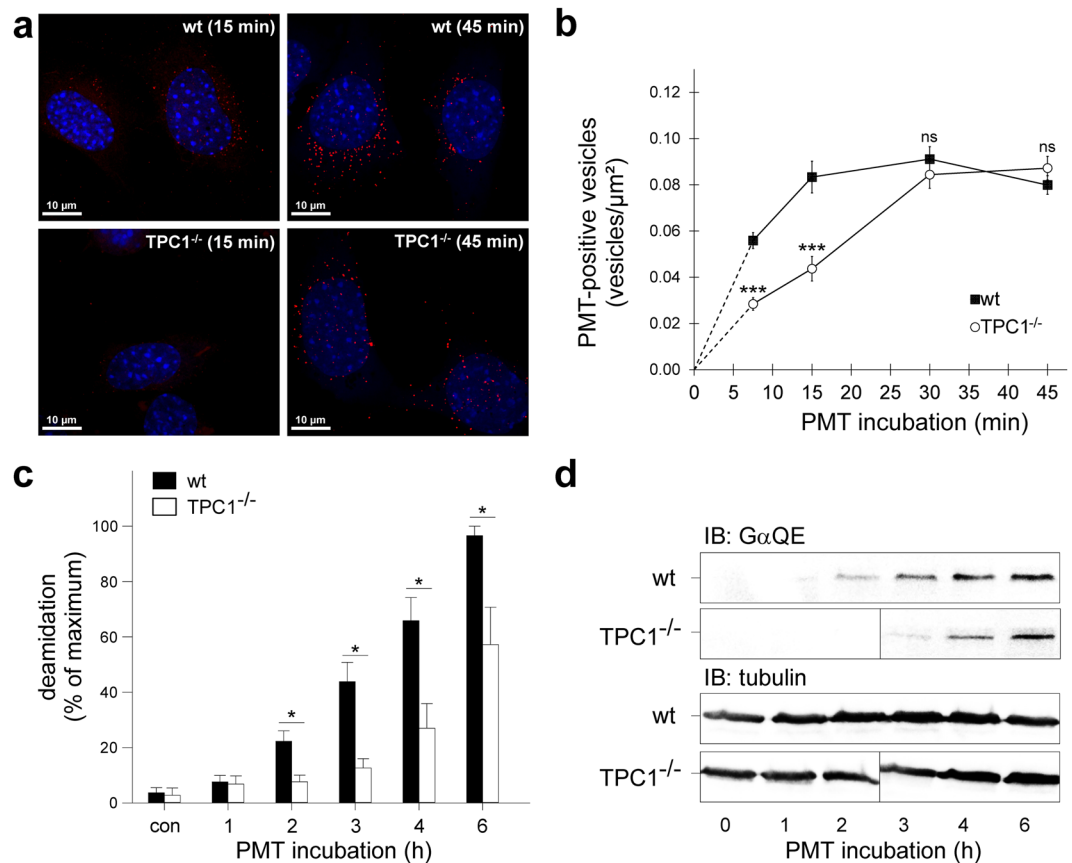 a
wt (15 min)
wt (45 min)
10 µm
10 µm
TPC1-/- (15 min)
TPC1-/- (45 min)
10 µm
10 µm
b
PMT-positive vesicles
(vesicles/µm²)
0.12
0.10
0.08
0.06
0.04
0.02
0.00
ns
ns
***
***
wt
TPC1-/-
0 5 10 15 20 25 30 35 40 45
PMT incubation (min)
c
wt
TPC1-/-
deamidation
(% of maximum)
100
80
60
40
20
0
*
*
*
*
*
con 1 2 3 4 6
PMT incubation (h)
d
IB: GαQE
wt
TPC1-/-
IB: tubulin
wt
TPC1-/-
0 1 2 3 4 6
PMT incubation (h)